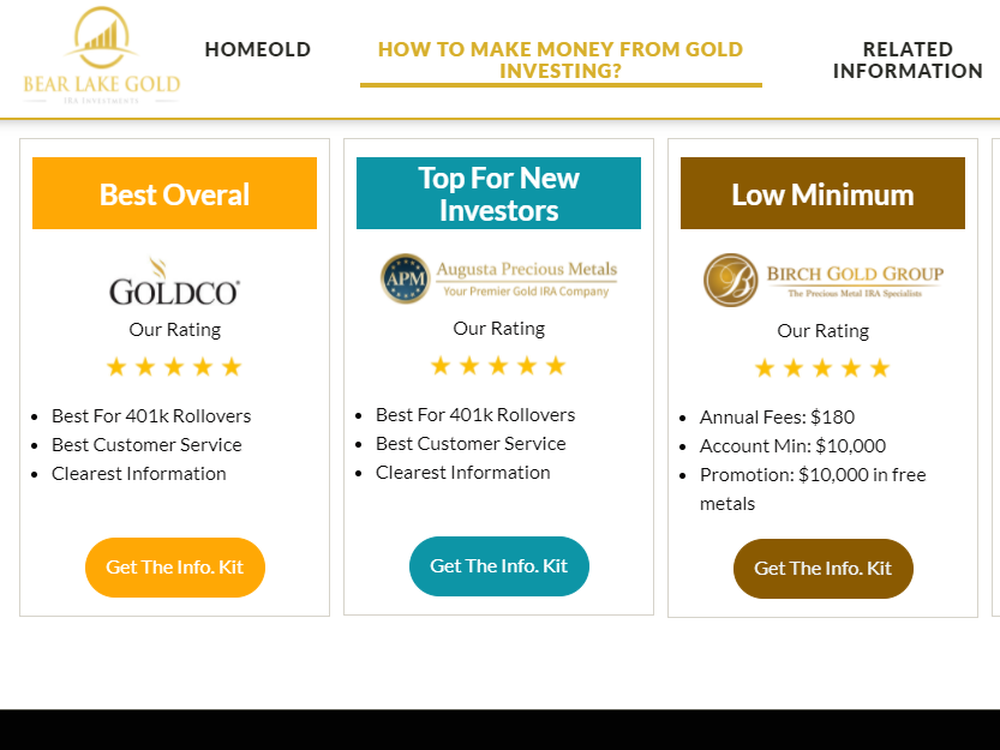 BEAR LAKE GOLD
IRA INVESTMENTS
HOMEOLD
HOW TO MAKE MONEY FROM GOLD
INVESTING?
RELATED
INFORMATION
Best Overal
GOLDCO®
Our Rating
Best For 401k Rollovers
Best Customer Service
Clearest Information
Get The Info. Kit
Top For New
Investors
APM
Augusta Precious Metals
Your Premier Gold IRA Company
Our Rating
Best For 401k Rollovers
Best Customer Service
Clearest Information
Get The Info. Kit
Low Minimum
B
BIRCH GOLD GROUP
The Precious Metal IRA Specialists
Our Rating
Annual Fees: $180
Account Min: $10,000
Promotion: $10,000 in free
metals
Get The Info. Kit